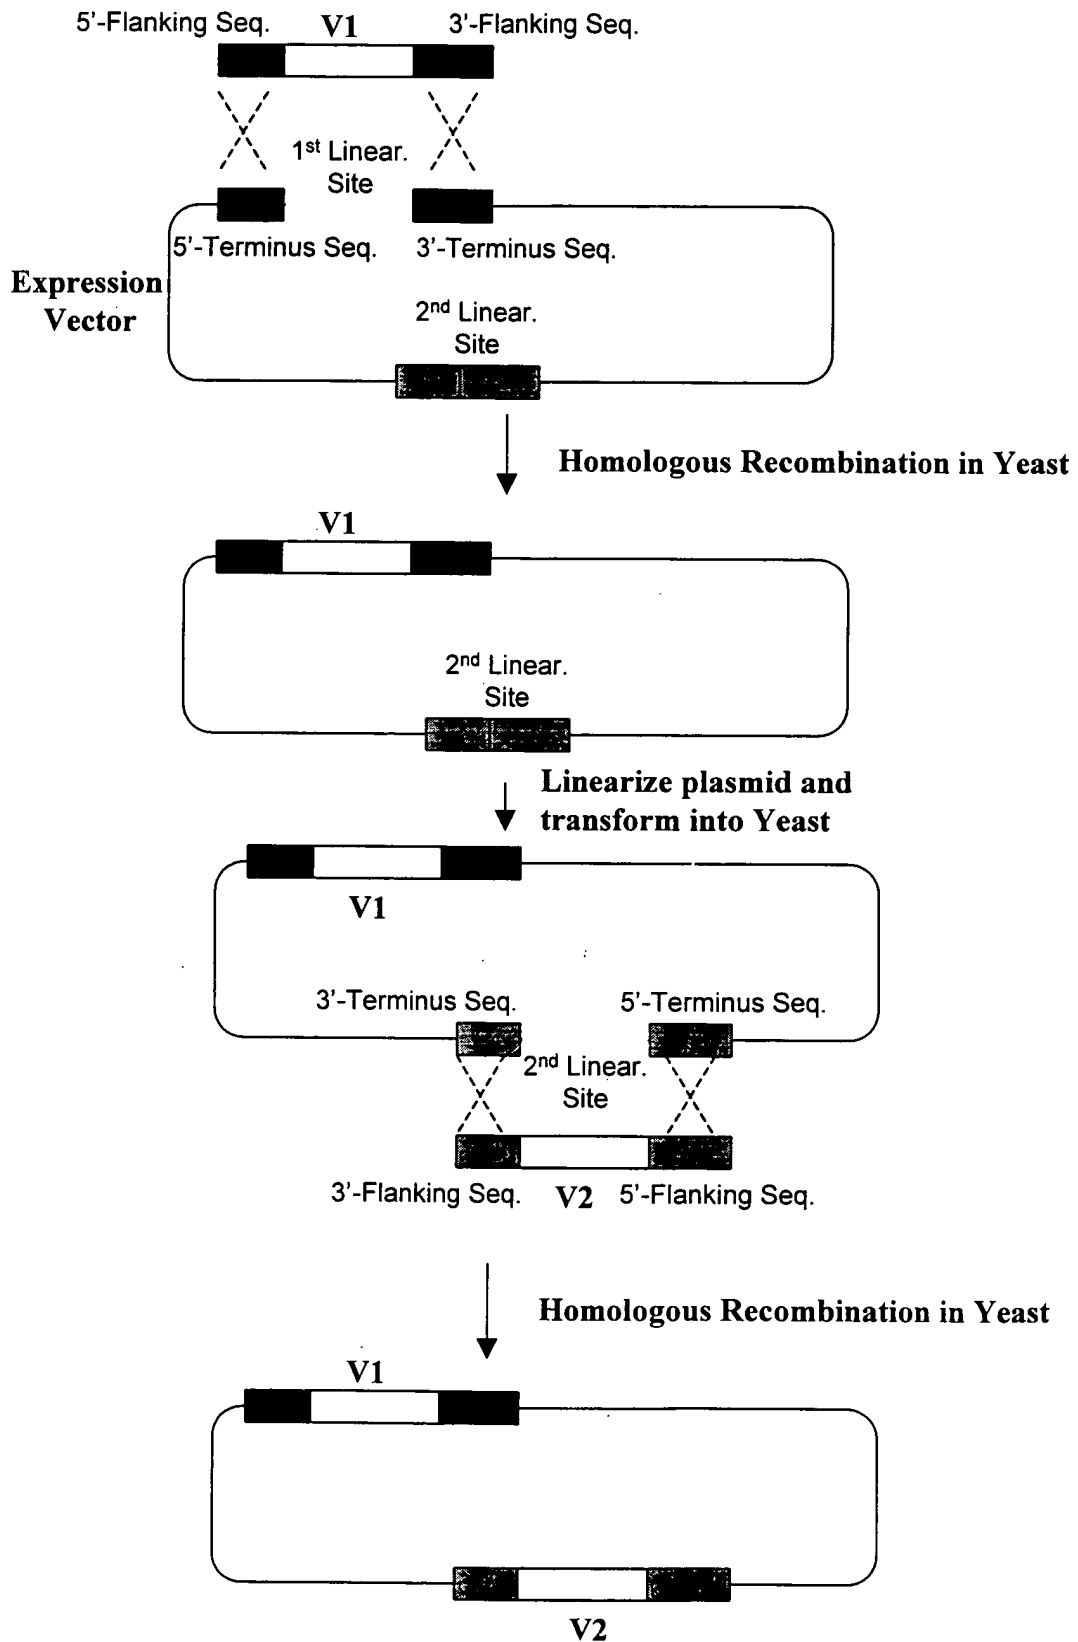 5'-Flanking Seq.
V1
3'-Flanking Seq.
1st Linear.
Site
5'-Terminus Seq.
3'-Terminus Seq.
Expression
Vector
2nd Linear.
Site
Homologous Recombination in Yeast
V1
2nd Linear.
Site
Linearize plasmid and
transform into Yeast
V1
3'-Terminus Seq.
5'-Terminus Seq.
2nd Linear.
Site
3'-Flanking Seq.
V2
5'-Flanking Seq.
Homologous Recombination in Yeast
V1
V2